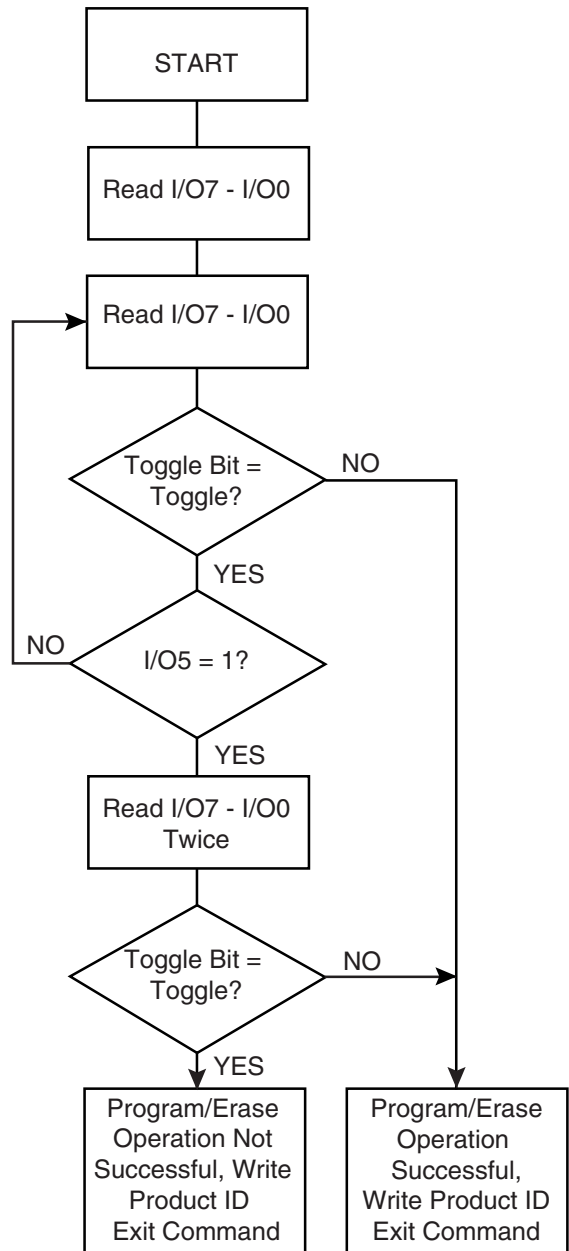 START
Read I/O7 - I/O0
Read I/O7 - I/O0
Toggle Bit =
Toggle?
NO
YES
NO
I/O5 = 1?
YES
Read I/O7 - I/O0
Twice
Toggle Bit =
Toggle?
NO
YES
Program/Erase
Operation Not
Successful, Write
Product ID
Exit Command
Program/Erase
Operation
Successful,
Write Product ID
Exit Command